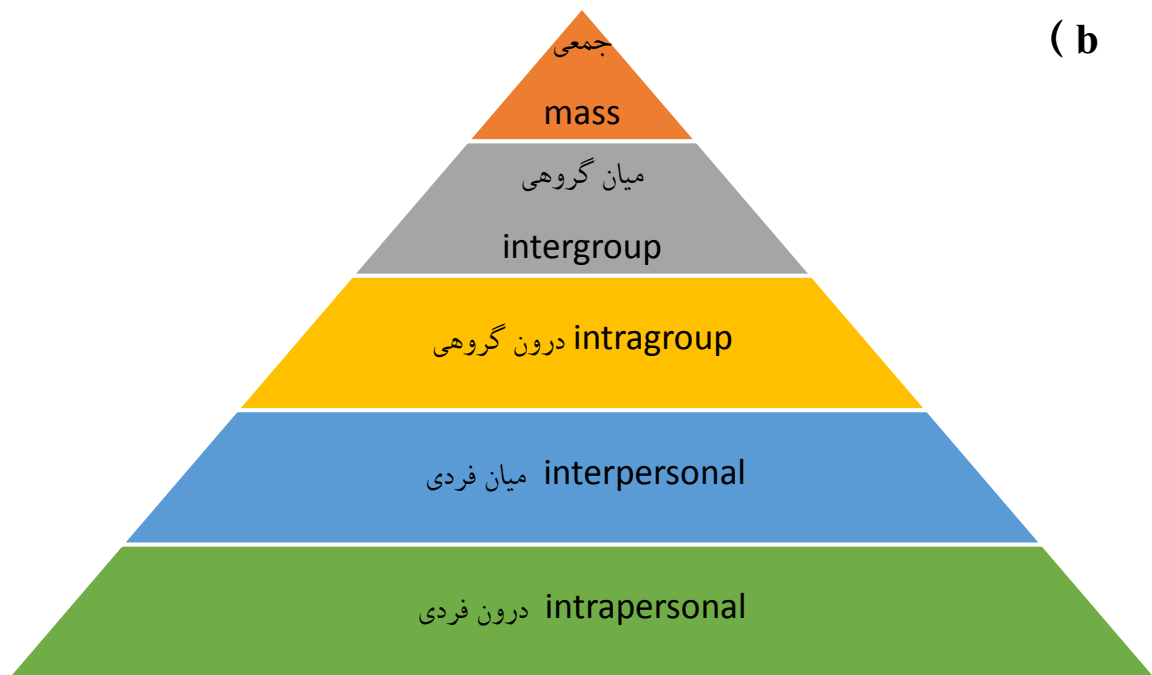 ( b
جمعی
mass
میان گروهی
intergroup
درون گروهی intragroup
میان فردی interpersonal
درون فردی intrapersonal